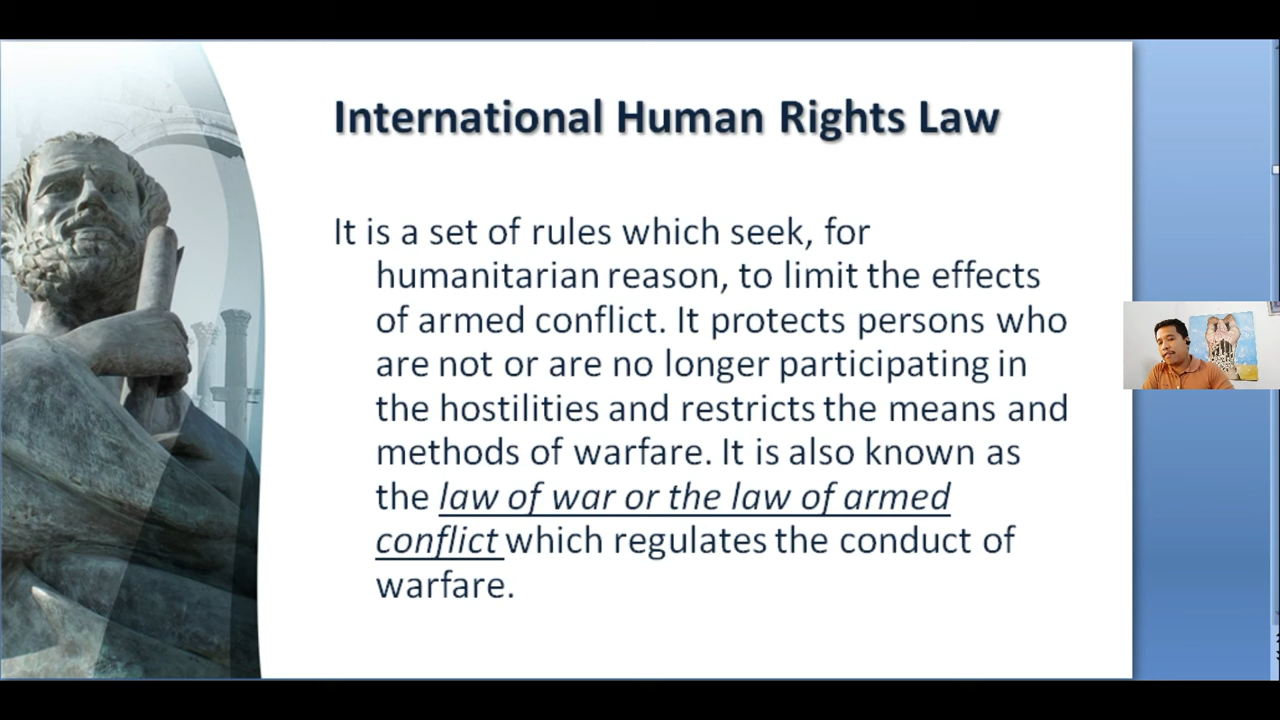 International Human Rights Law
It is a set of rules which seek, for
humanitarian reason, to limit the effects
of armed conflict. It protects persons who
are not or are no longer participating in
the hostilities and restricts the means and
methods of warfare. It is also known as
the law of war or the law of armed
conflict which regulates the conduct of
warfare.